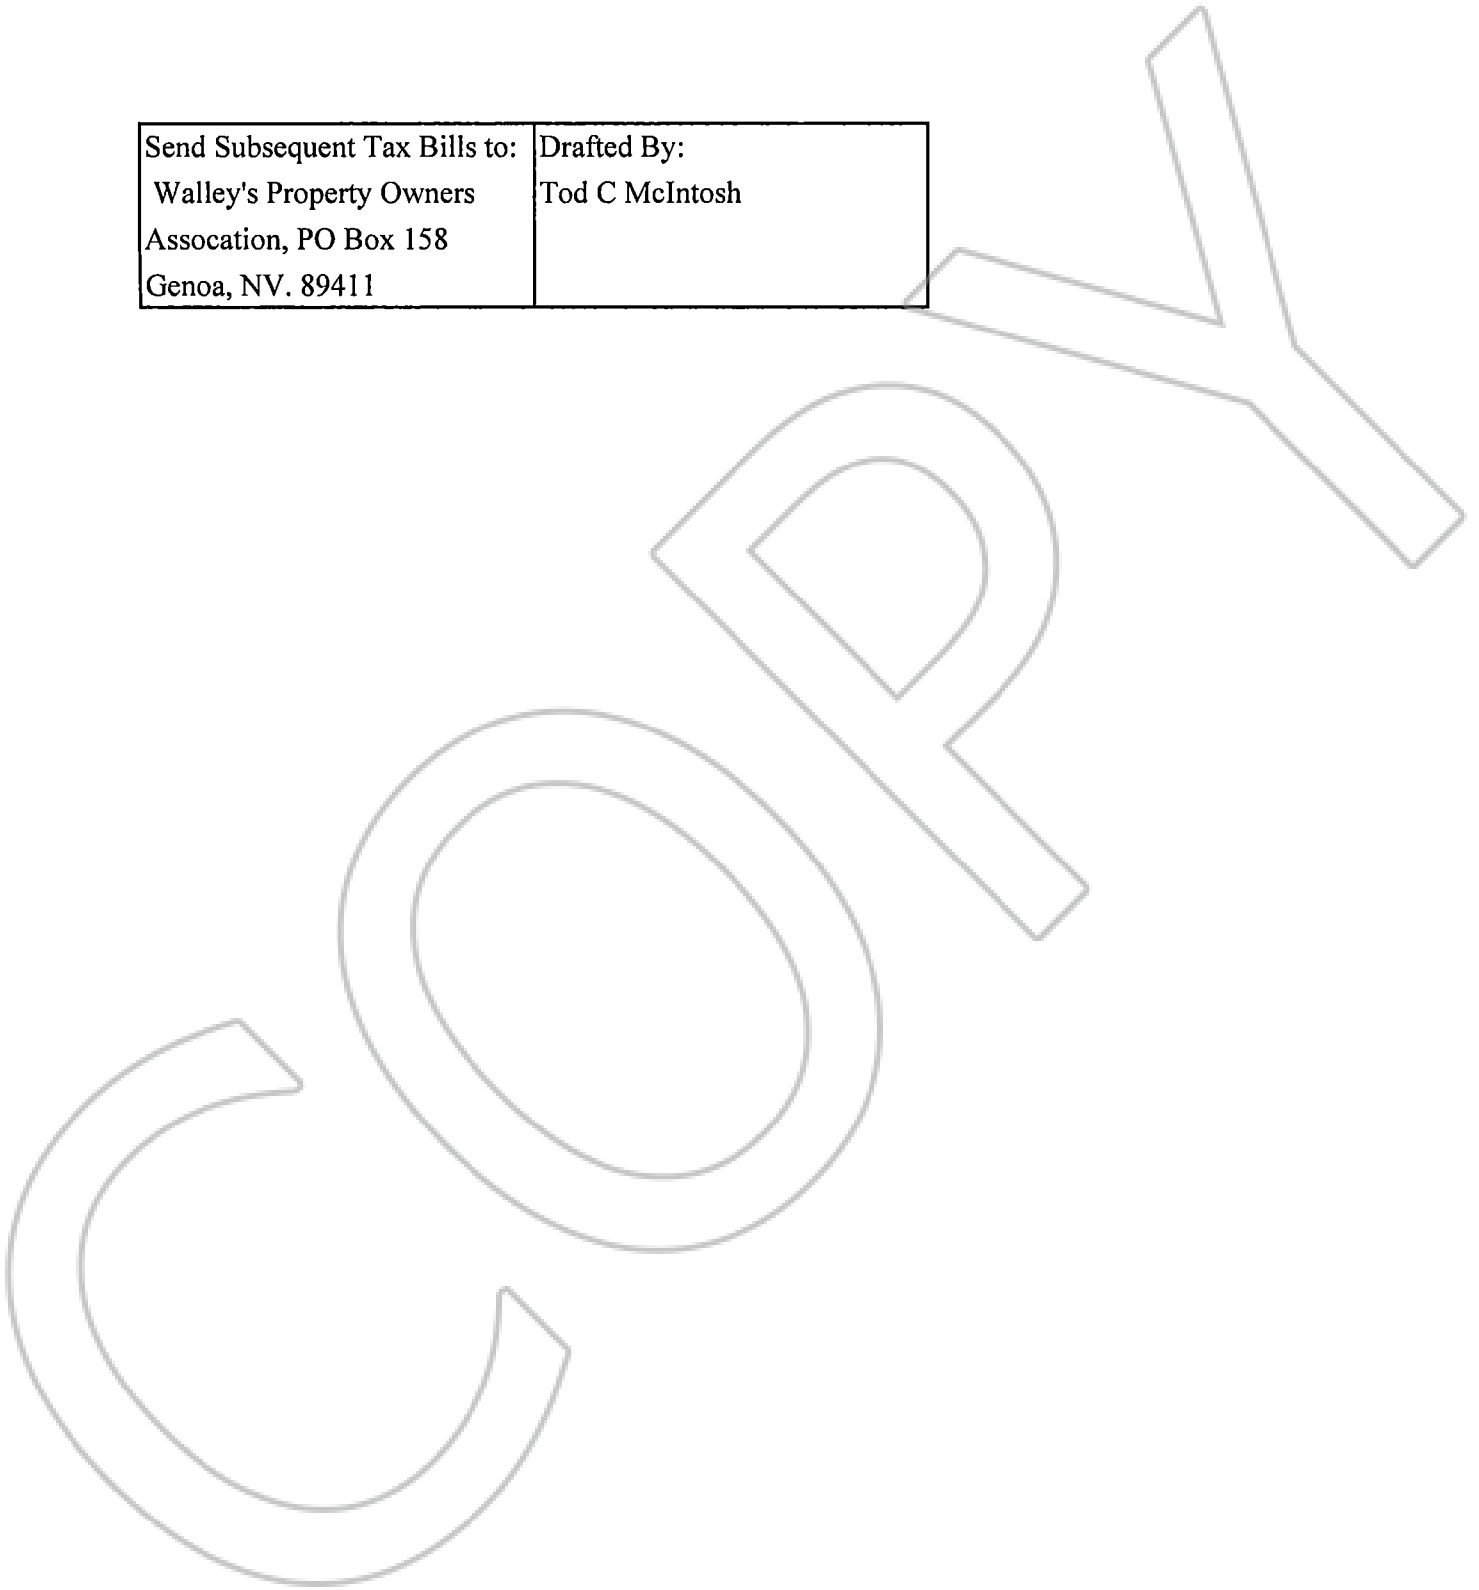 Send Subsequent Tax Bills to:
Walley's Property Owners
Assocation, PO Box 158
Genoa, NV. 89411
Drafted By:
Tod C McIntosh
COPY